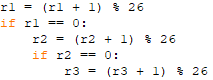 r1 = (r1 + 1) % 26
if r1 == 0:
    r2 = (r2 + 1) % 26
    if r2 == 0:
        r3 = (r3 + 1) % 26